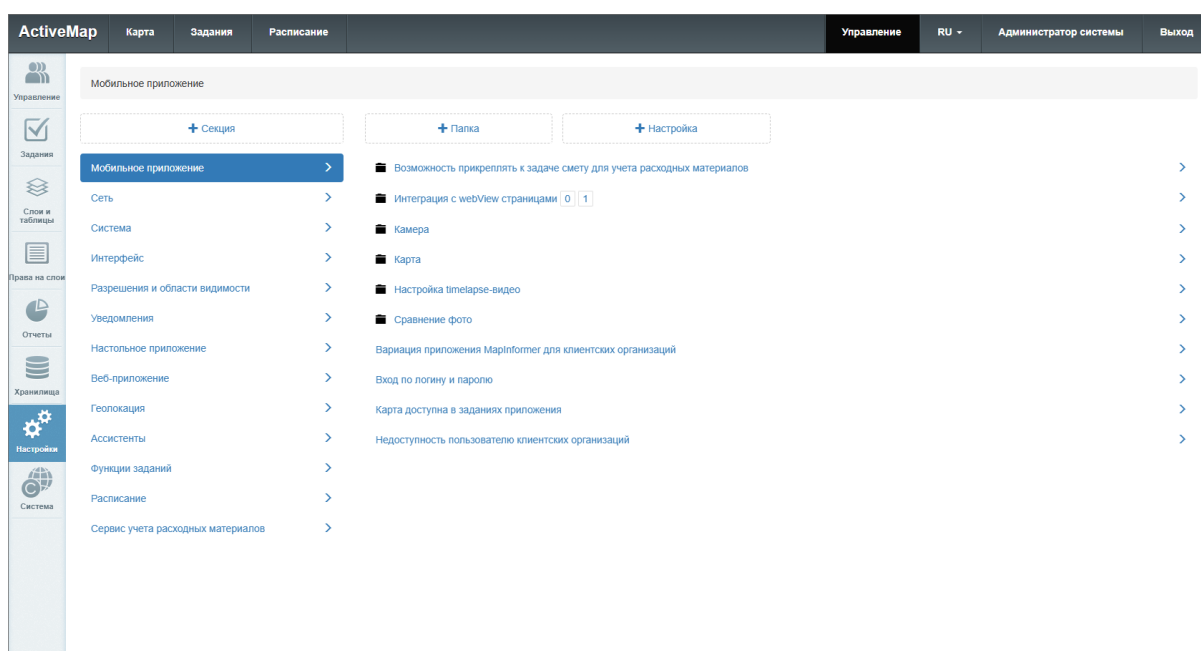 ActiveMap Карта Задания Расписание Управление RU Администратор системы Выход
Управление
Задания
Слои и
таблицы
Права на слои
Отчеты
Хранилища
Настройки
Система
Мобильное приложение
+ Секция
+ Папка
+ Настройка
Мобильное приложение
Сеть
Система
Интерфейс
Разрешения и области видимости
Уведомления
Настольное приложение
Веб-приложение
Геолокация
Ассистенты
Функции заданий
Расписание
Сервис учета расходных материалов
Возможность прикреплять к задаче смету для учета расходных материалов
Интеграция с webView страницами 0 1
Камера
Карта
Настройка timelapse-видео
Сравнение фото
Вариация приложения MapInformer для клиентских организаций
Вход по логину и паролю
Карта доступна в заданиях приложения
Недоступность пользователю клиентских организаций